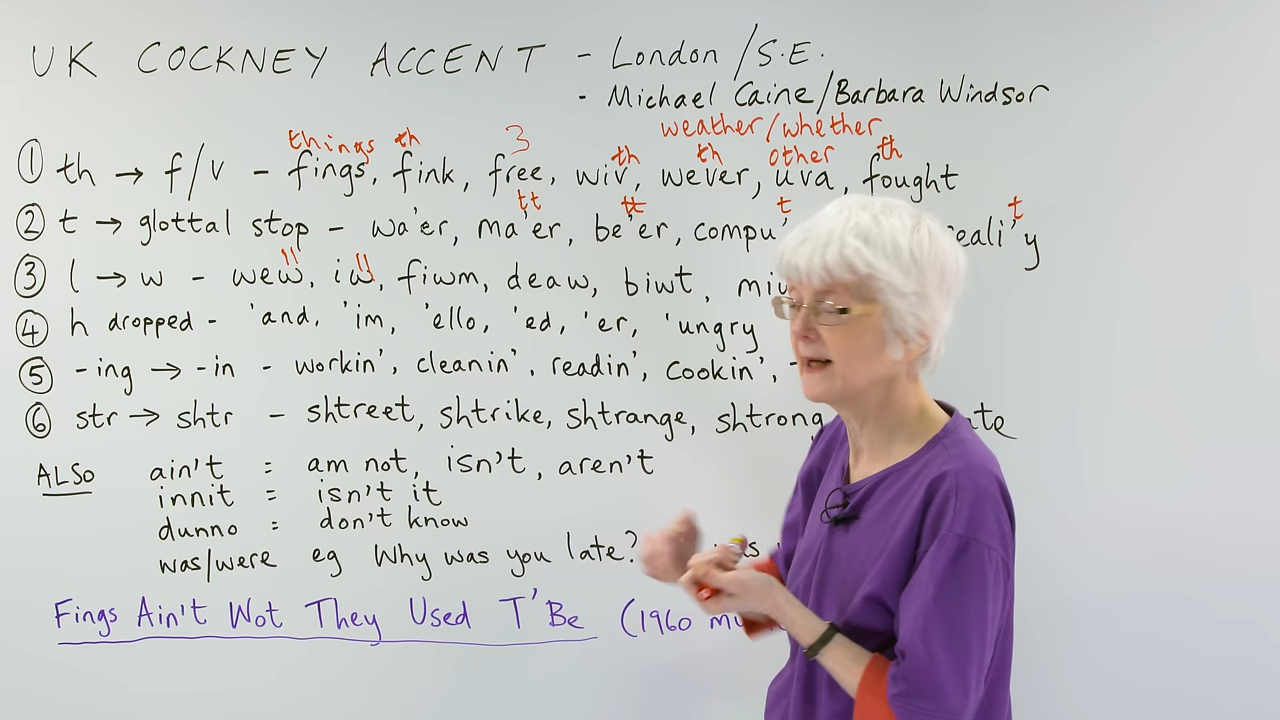 UK COCKNEY ACCENT - London/S.E.
- Michael Caine/Barbara Windsor
things th 3 th weather/whether th other th
① th → f/v - fings, fink, free, wiv, wever, uva, fought
tt tt t t
② t → glottal stop - wa'er, ma'er, be'er, compu' eali'y
ll ll
③ l → w - wew, iw, fiwm, deaw, biwt, mi
④ h dropped - 'and, 'im, 'ello, 'ed, 'er, 'ungry
⑤ -ing → -in - workin', cleanin', readin', cookin',
⑥ str → shtr - shtreet, shtrike, shtrange, shtrong
ALSO ain't = am not, isn't, aren't
innit = isn't it
dunno = don't know
was/were eg Why was you late?
Fings Ain't Wot They Used T'Be (1960